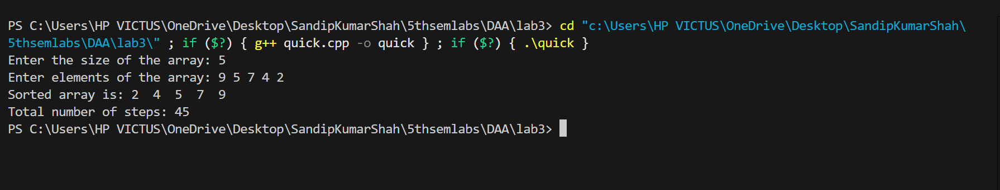 PS C:\Users\HP VICTUS\OneDrive\Desktop\SandipKumarShah\5thsemlabs\DAA\lab3> cd "c:\Users\HP VICTUS\OneDrive\Desktop\SandipKumarShah\
5thsemlabs\DAA\lab3\" ; if ($?) { g++ quick.cpp -o quick } ; if ($?) { .\quick }
Enter the size of the array: 5
Enter elements of the array: 9 5 7 4 2
Sorted array is: 2  4  5  7  9
Total number of steps: 45
PS C:\Users\HP VICTUS\OneDrive\Desktop\SandipKumarShah\5thsemlabs\DAA\lab3>